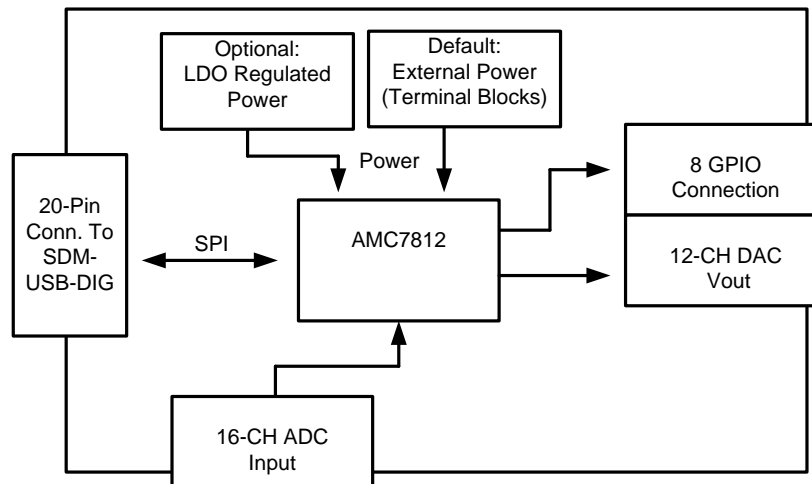 Optional:
LDO Regulated
Power
Default:
External Power
(Terminal Blocks)
Power
8 GPIO
Connection
20-Pin
Conn. To
SDM-
USB-DIG
SPI
AMC7812
12-CH DAC
Vout
16-CH ADC
Input